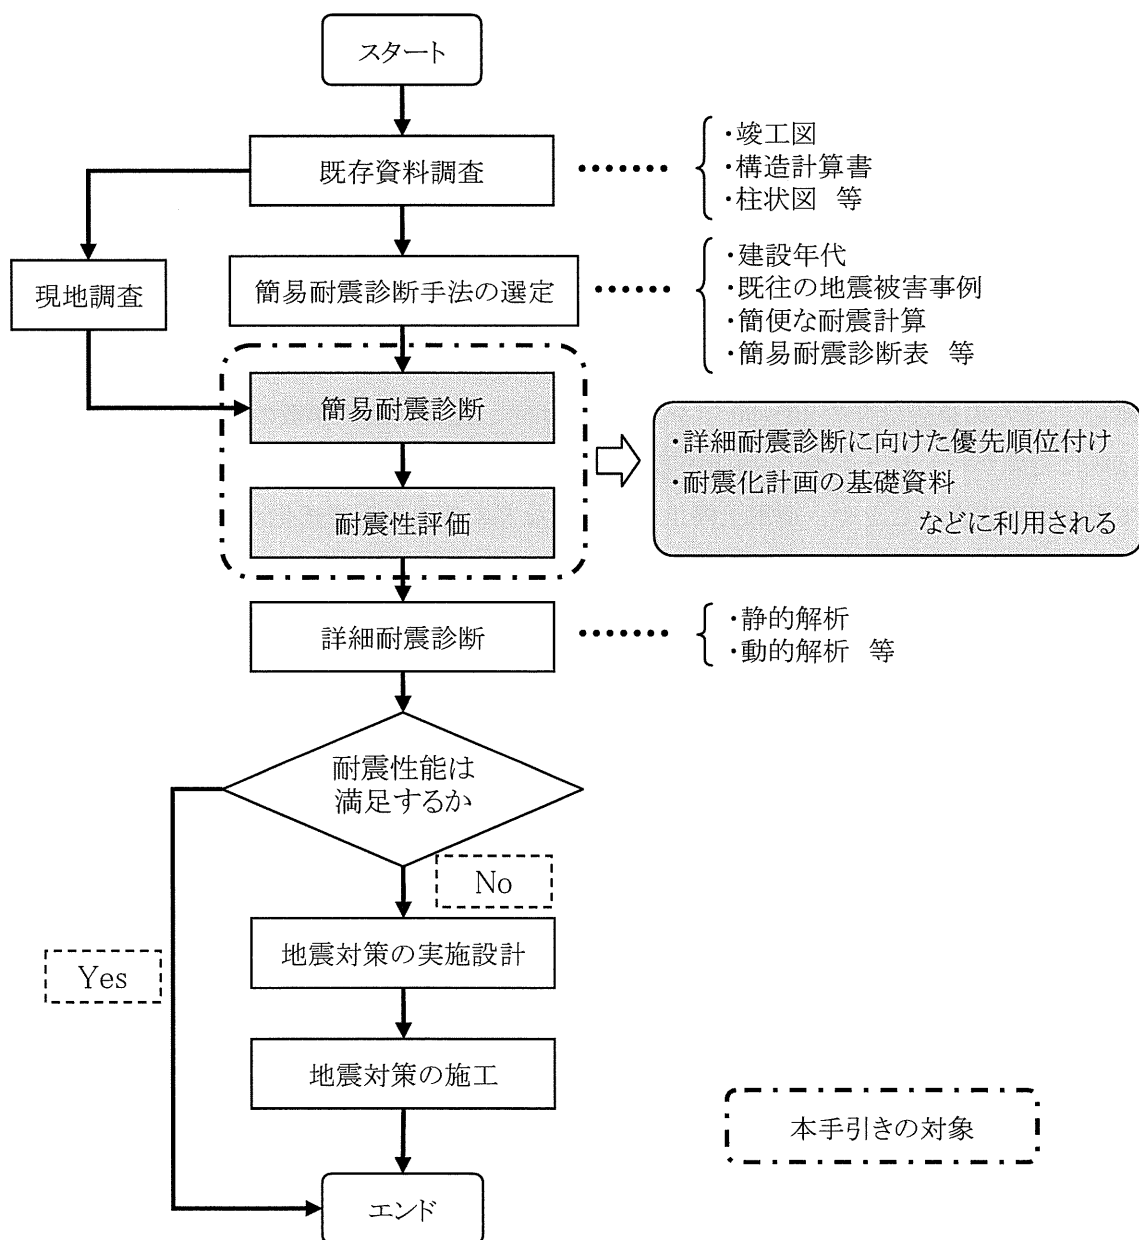 スタート
既存資料調査
・竣工図
・構造計算書
・柱状図 等
現地調査
簡易耐震診断手法の選定
・建設年代
・既往の地震被害事例
・簡便な耐震計算
・簡易耐震診断表 等
簡易耐震診断
耐震性評価
・詳細耐震診断に向けた優先順位付け
・耐震化計画の基礎資料
などに利用される
詳細耐震診断
・静的解析
・動的解析 等
耐震性能は
満足するか
No
Yes
地震対策の実施設計
地震対策の施工
本手引きの対象
エンド